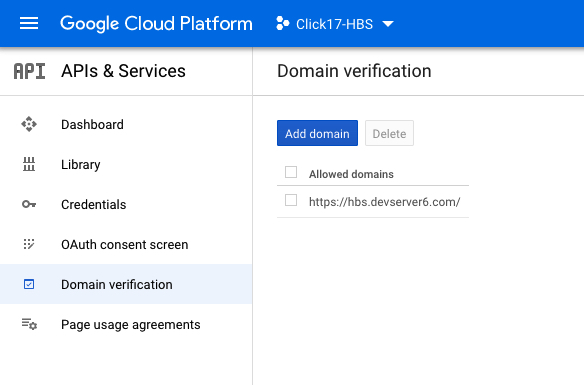 Google Cloud Platform Click17-HBS
API APIs & Services
Domain verification
Dashboard
Library
Credentials
OAuth consent screen
Domain verification
Page usage agreements
Add domain Delete
Allowed domains
https://hbs.devserver6.com/